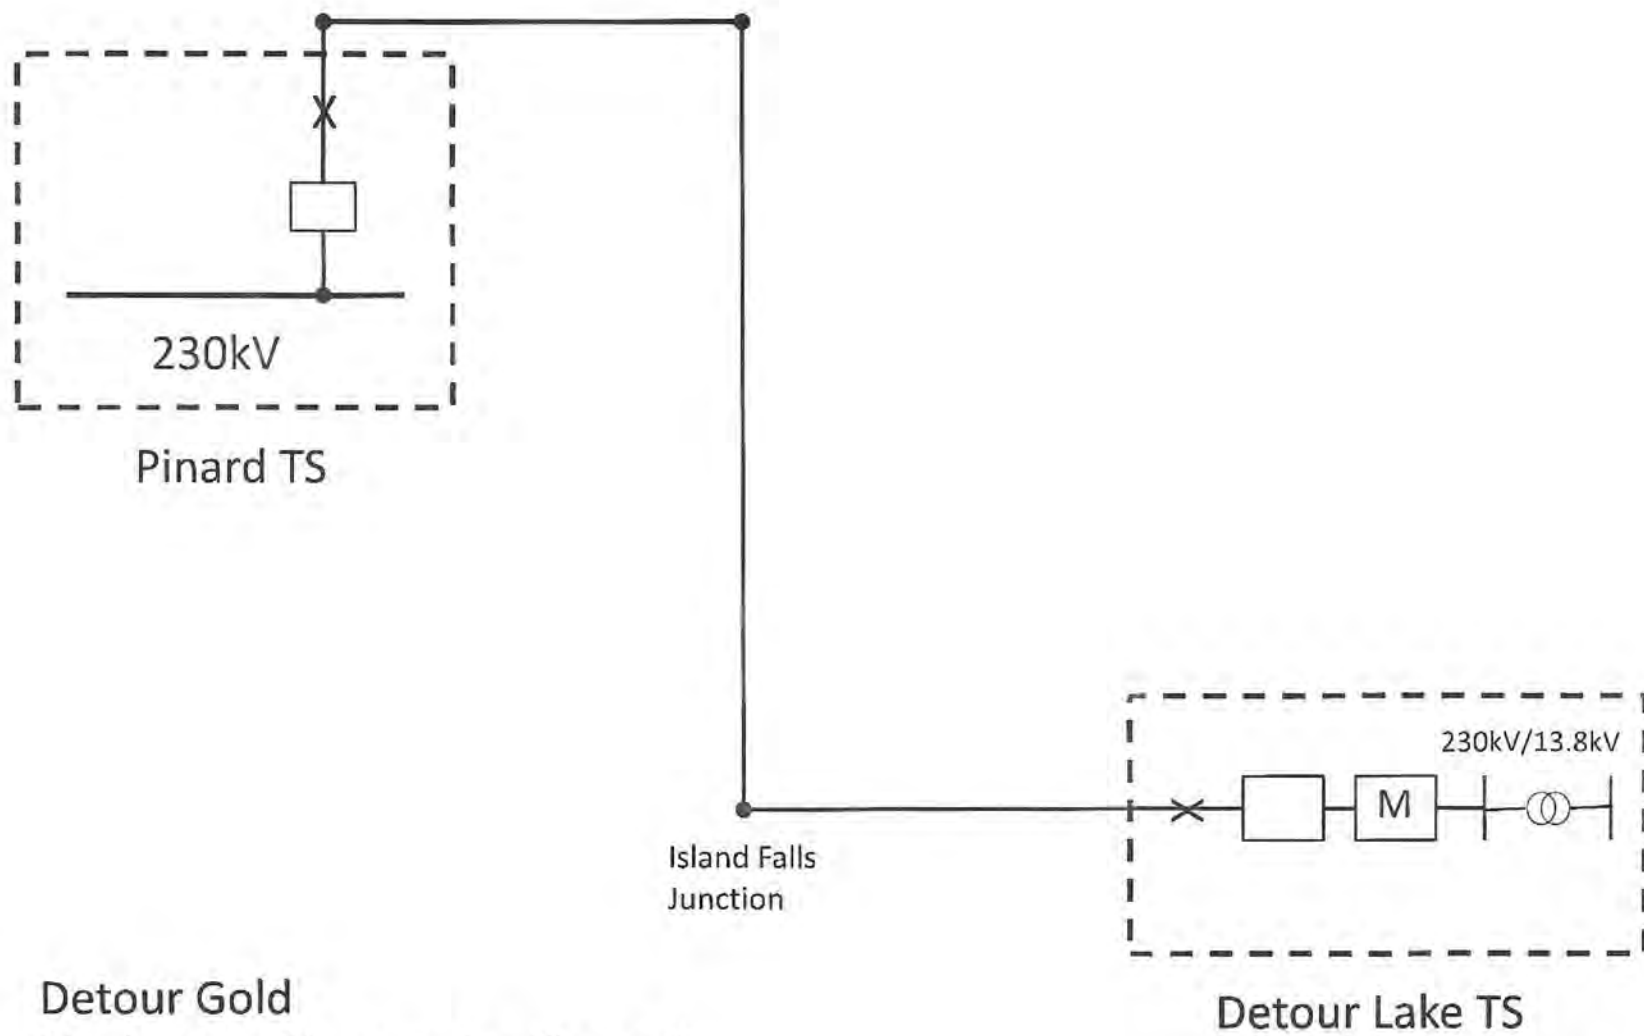 230kV
Pinard TS
230kV/13.8kV
M
Island Falls
Junction
Detour Gold
Detour Lake TS